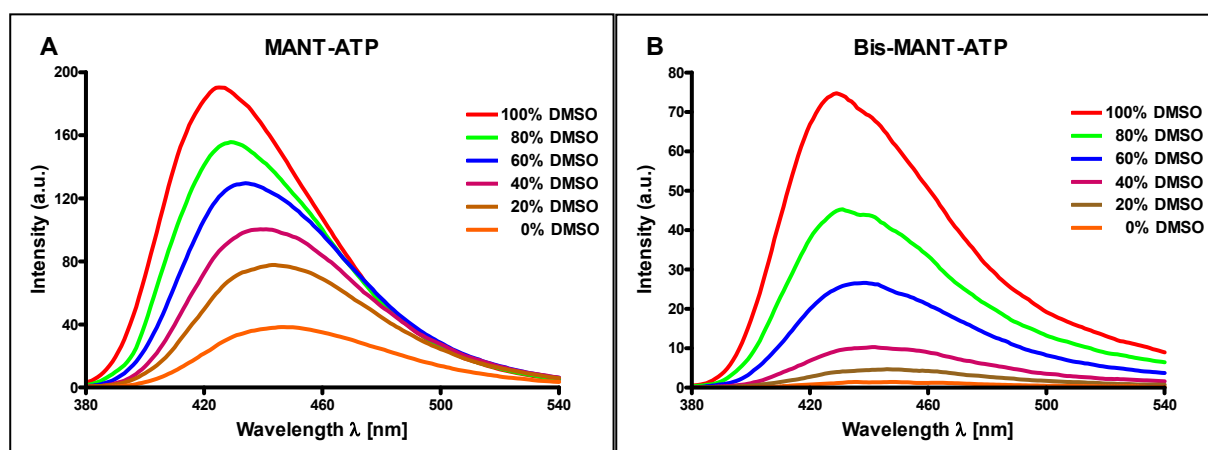 A
MANT-ATP
200
160
120
80
40
0
380
420
460
500
540
Intensity (a.u.)
Wavelength λ [nm]
100% DMSO
80% DMSO
60% DMSO
40% DMSO
20% DMSO
0% DMSO
B
Bis-MANT-ATP
80
70
60
50
40
30
20
10
0
380
420
460
500
540
Intensity (a.u.)
Wavelength λ [nm]
100% DMSO
80% DMSO
60% DMSO
40% DMSO
20% DMSO
0% DMSO